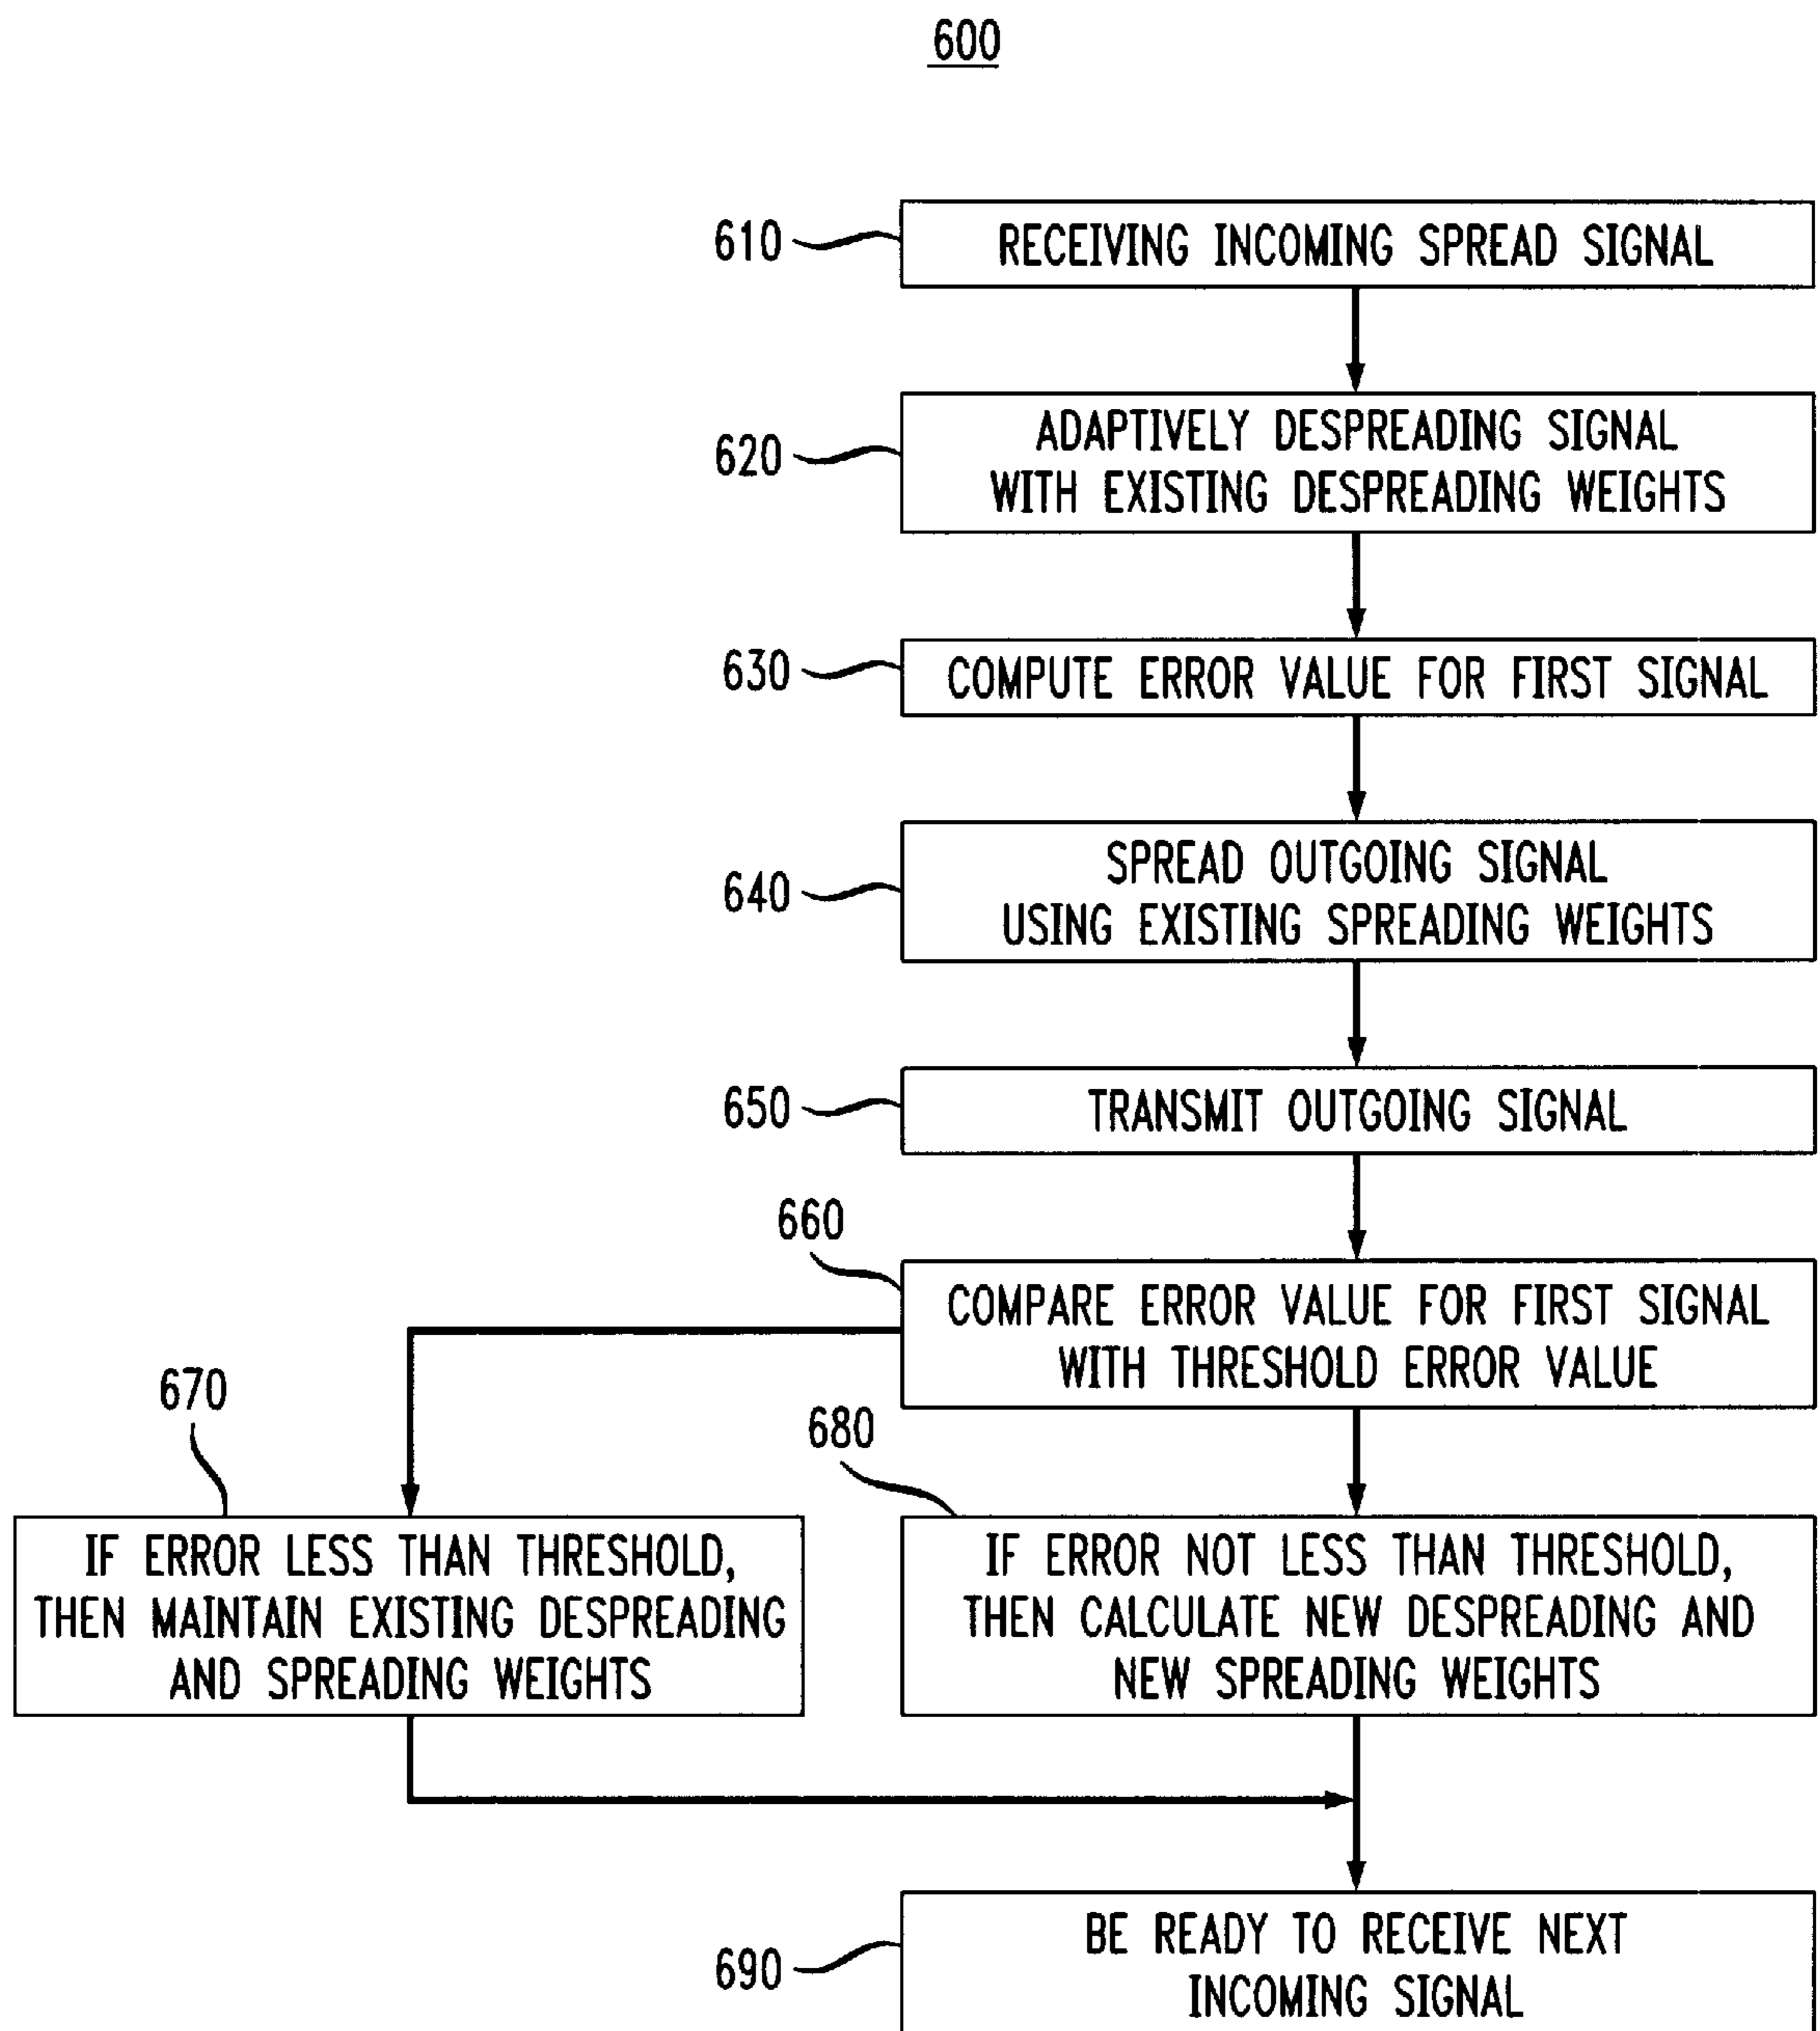 600
610
RECEIVING INCOMING SPREAD SIGNAL
620
ADAPTIVELY DESPREADING SIGNAL
WITH EXISTING DESPREADING WEIGHTS
630
COMPUTE ERROR VALUE FOR FIRST SIGNAL
640
SPREAD OUTGOING SIGNAL
USING EXISTING SPREADING WEIGHTS
650
TRANSMIT OUTGOING SIGNAL
660
COMPARE ERROR VALUE FOR FIRST SIGNAL
WITH THRESHOLD ERROR VALUE
670
IF ERROR LESS THAN THRESHOLD,
THEN MAINTAIN EXISTING DESPREADING
AND SPREADING WEIGHTS
680
IF ERROR NOT LESS THAN THRESHOLD,
THEN CALCULATE NEW DESPREADING AND
NEW SPREADING WEIGHTS
690
BE READY TO RECEIVE NEXT
INCOMING SIGNAL